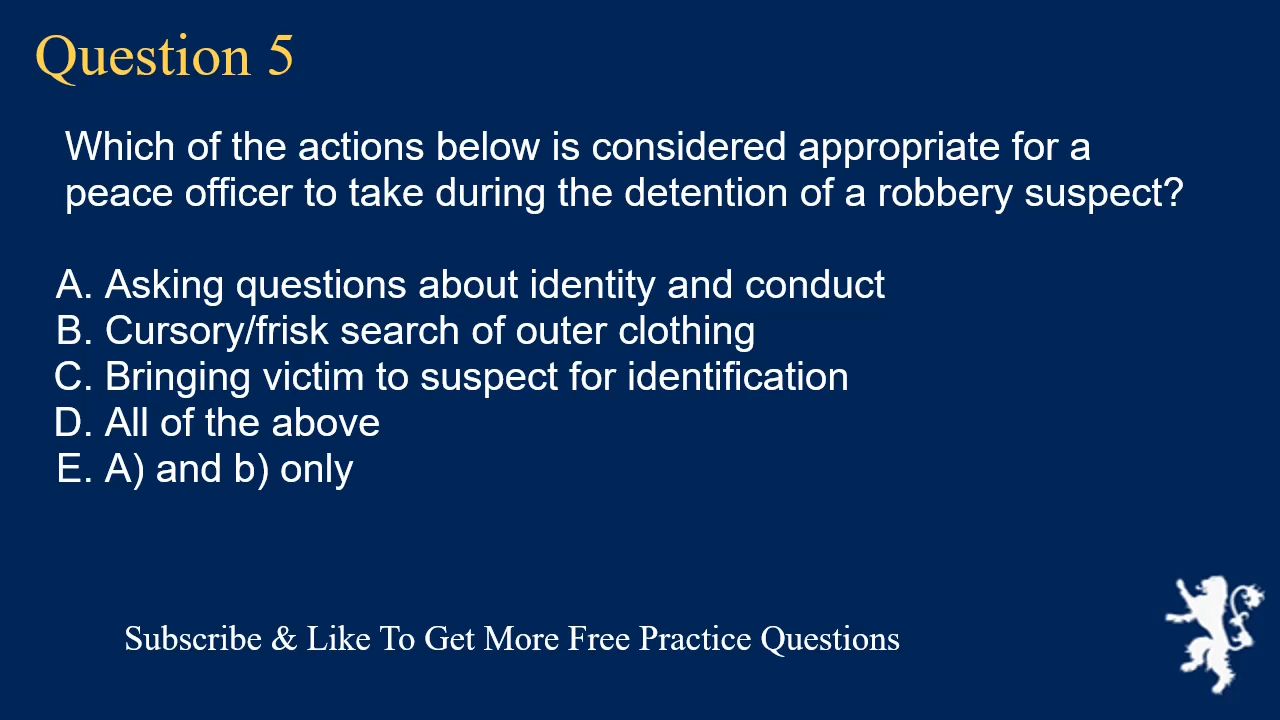 Question 5
Which of the actions below is considered appropriate for a
peace officer to take during the detention of a robbery suspect?
A. Asking questions about identity and conduct
B. Cursory/frisk search of outer clothing
C. Bringing victim to suspect for identification
D. All of the above
E. A) and b) only
Subscribe & Like To Get More Free Practice Questions